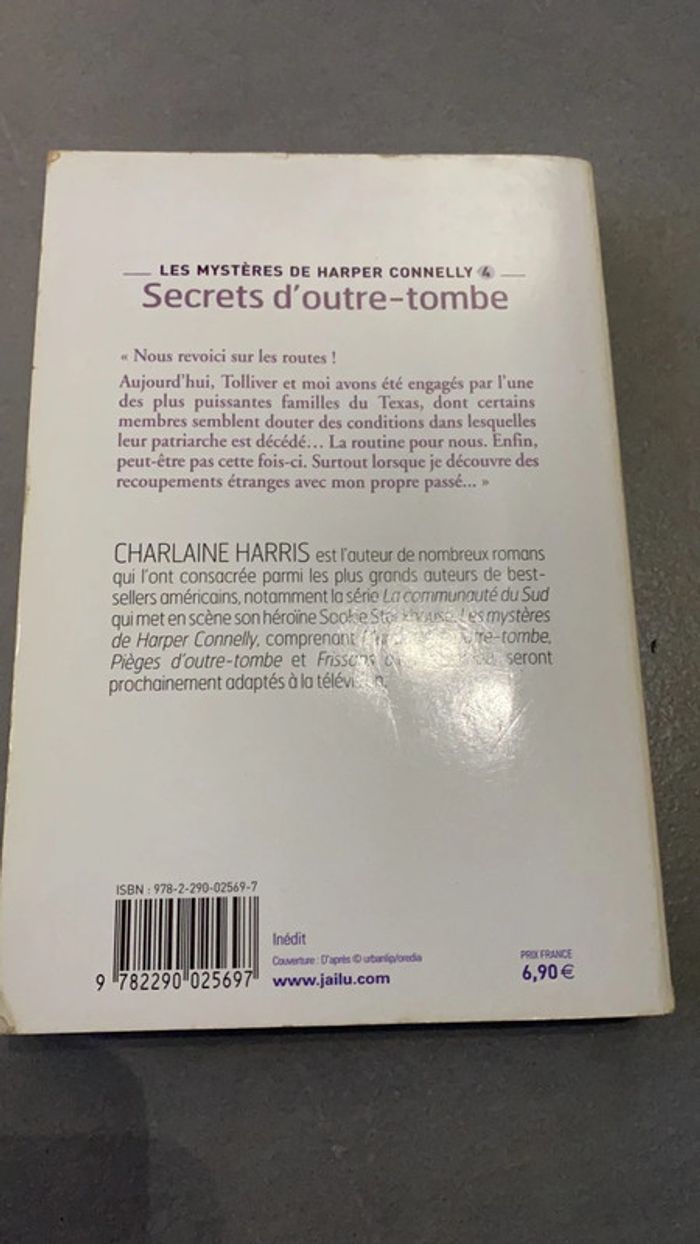 LES MYSTÈRES DE HARPER CONNELLY 4
Secrets d'outre-tombe
« Nous revoici sur les routes !
Aujourd'hui, Tolliver et moi avons été engagés par l'une
des plus puissantes familles du Texas, dont certains
membres semblent douter des conditions dans lesquelles
leur patriarche est décédé... La routine pour nous. Enfin,
peut-être pas cette fois-ci. Surtout lorsque je découvre des
recoupements étranges avec mon propre passé... »
CHARLAINE HARRIS est l'auteur de nombreux romans
qui l'ont consacrée parmi les plus grands auteurs de best-
sellers américains, notamment la série La communauté du Sud
qui met en scène son héroïne Sookie Stackhouse. Les mystères
de Harper Connelly, comprenant
Pièges d'outre-tombe et Frissons seront
prochainement adaptés à la télévision.
ISBN : 978-2-290-02569-7
9 782290 025697
Inédit
Couverture : D'après © urbanlip/oredia
www.jailu.com
PRIX FRANCE
6,90 €